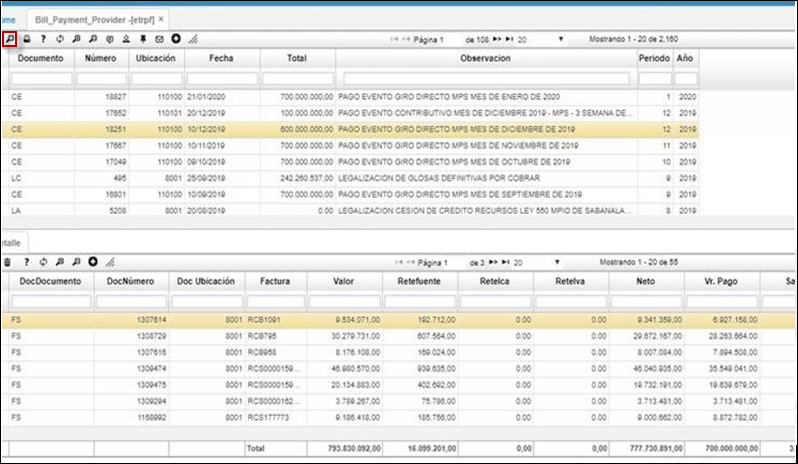 ome Bill_Payment_Provider -[etrpf] ×
Página 1 de 108 20 Mostrando 1 - 20 de 2,160
Documento Número Ubicación Fecha Total Observacion Periodo Año
CE 18827 110100 21/01/2020 700.000.000,00 PAGO EVENTO GIRO DIRECTO MPS MES DE ENERO DE 2020 1 2020
CE 17652 110101 20/12/2019 100.000.000,00 PAGO EVENTO CONTRIBUTIVO MES DE DICIEMBRE 2019 - MPS - 3 SEMANA DE... 12 2019
CE 18251 110100 10/12/2019 600.000.000,00 PAGO EVENTO GIRO DIRECTO MPS MES DE DICIEMBRE DE 2019 12 2019
CE 17667 110100 10/11/2019 700.000.000,00 PAGO EVENTO GIRO DIRECTO MPS MES DE NOVIEMBRE DE 2019 11 2019
CE 17049 110100 09/10/2019 700.000.000,00 PAGO EVENTO GIRO DIRECTO MPS MES DE OCTUBRE DE 2019 10 2019
LC 495 8001 25/09/2019 242.260.537,00 LEGALIZACION DE GLOSAS DEFINITIVAS POR COBRAR 9 2019
CE 16801 110100 10/09/2019 700.000.000,00 PAGO EVENTO GIRO DIRECTO MPS MES DE SEPTIEMBRE DE 2019 9 2019
LA 5208 8001 20/08/2019 0.00 LEGALIZACION CESION DE CREDITO RECURSOS LEY 550 MPIO DE SABANALA... 8 2019
etalle
Página 1 de 3 20 Mostrando 1 - 20 de 55
DocDocumento DocNúmero Doc Ubicación Factura Valor Retefuente ReteIca ReteIva Neto Vr. Pago Sa
FS 1307614 8001 RCB1091 9.534.071,00 192.712,00 0.00 0.00 9.341.359,00 6.927.158,00
FS 1308729 8001 RCB795 30.279.731,00 607.564,00 0.00 0.00 29.672.167,00 28.263.664,00
FS 1307616 8001 RCB958 8.176.108,00 169.024,00 0.00 0.00 8.007.084,00 7.894.508,00
FS 1309474 8001 RCS0000159... 46.980.570,00 939.635,00 0.00 0.00 46.040.935,00 35.549.041,00
FS 1309475 8001 RCS0000159... 20.134.883,00 402.692,00 0.00 0.00 19.732.191,00 19.639.679,00
FS 1309294 8001 RCS0000162... 3.789.267,00 75.786,00 0.00 0.00 3.713.481,00 3.713.481,00
FS 1168992 8001 RCS177773 9.186.418,00 185.756,00 0.00 0.00 9.000.662,00 8.872.782,00
Total 793.830.092,00 16.099.201,00 0,00 0,00 777.730.891,00 700.000.000,00 3.